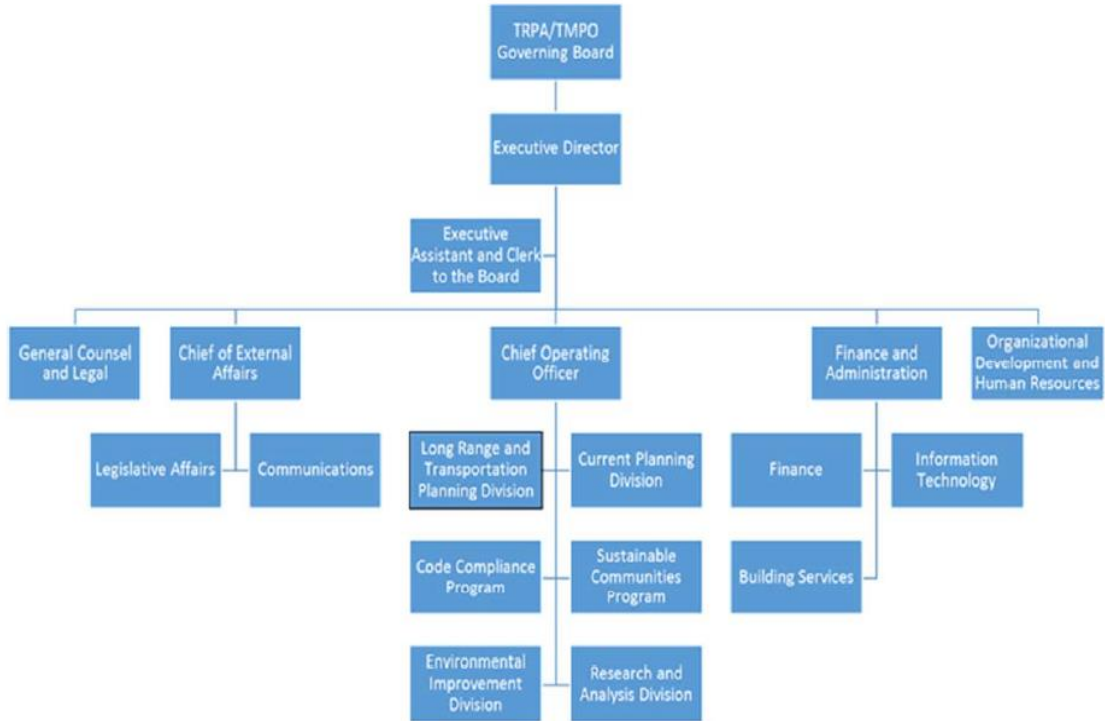 TRPA/TMPO
Governing Board
Executive Director
Executive
Assistant and Clerk
to the Board
General Counsel
and Legal
Chief of External
Affairs
Chief Operating
Officer
Finance and
Administration
Organizational
Development and
Human Resources
Legislative Affairs
Communications
Long Range and
Transportation
Planning Division
Current Planning
Division
Finance
Information
Technology
Code Compliance
Program
Sustainable
Communities
Program
Building Services
Environmental
Improvement
Division
Research and
Analysis Division